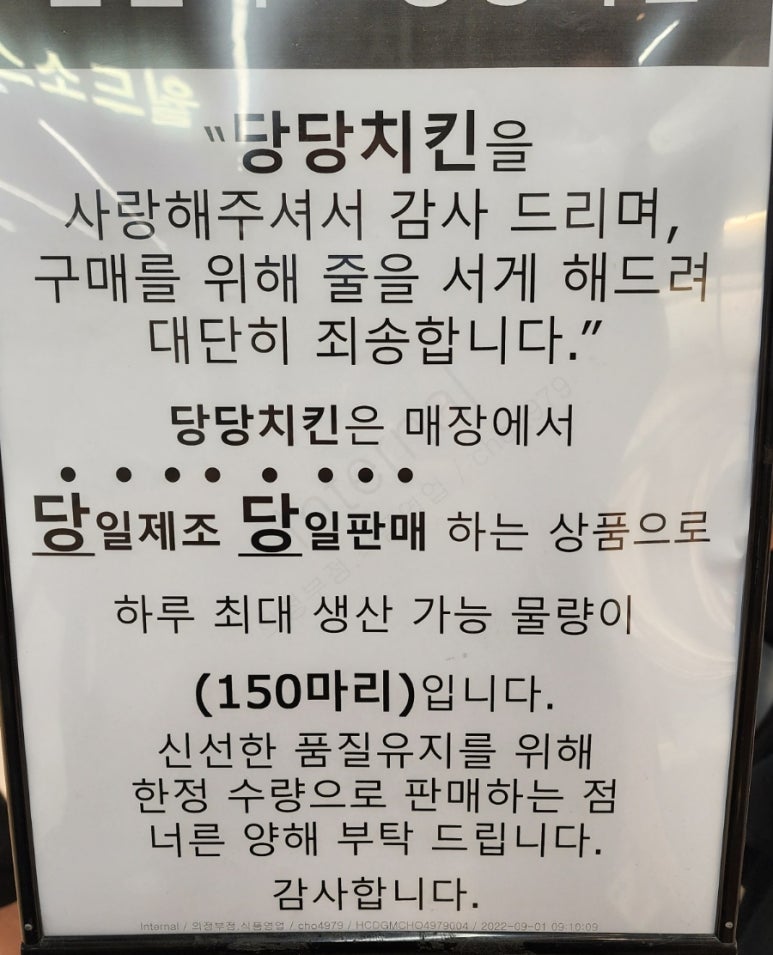 "당당치킨을
사랑해주셔서 감사 드리며,
구매를 위해 줄을 서게 해드려
대단히 죄송합니다."
당당치킨은 매장에서
당일제조 당일판매 하는 상품으로
하루 최대 생산 가능 물량이
(150마리)입니다.
신선한 품질유지를 위해
한정 수량으로 판매하는 점
너른 양해 부탁 드립니다.
감사합니다.
Internal / 의정부점.식품영업 / cho4979 / HCDGMCHO4979004 / 2022-09-01 09:10:09